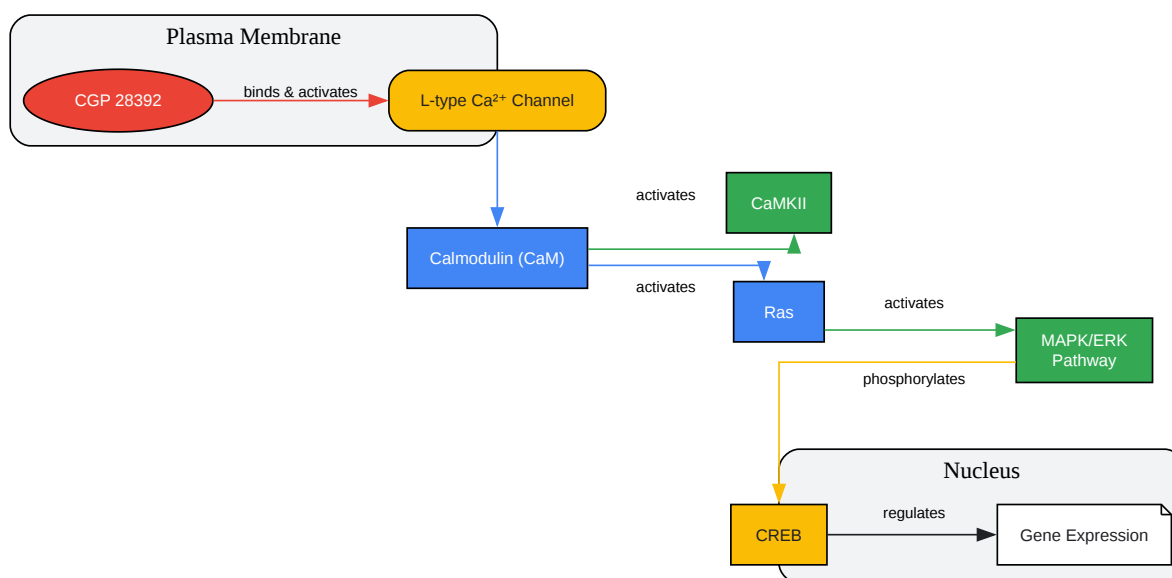 Plasma Membrane
CGP 28392
binds & activates
L-type Ca²⁺ Channel
activates
CaMKII
Calmodulin (CaM)
activates
Ras
activates
MAPK/ERK
Pathway
phosphorylates
Nucleus
CREB
regulates
Gene Expression